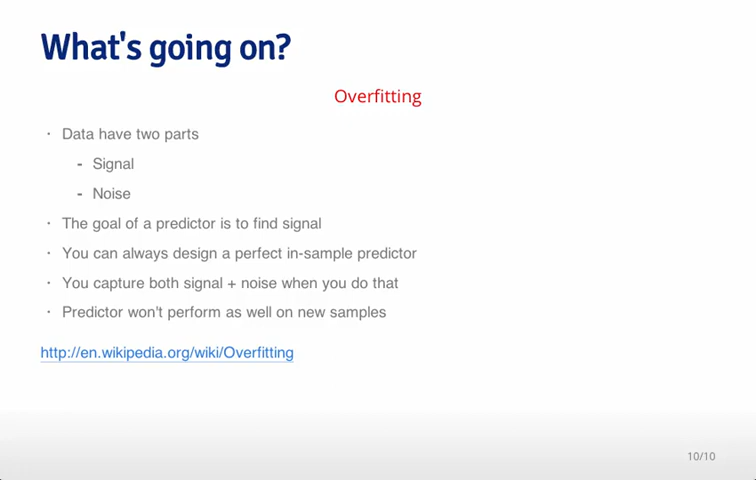 What's going on?
Overfitting
· Data have two parts
- Signal
- Noise
· The goal of a predictor is to find signal
· You can always design a perfect in-sample predictor
· You capture both signal + noise when you do that
· Predictor won't perform as well on new samples
http://en.wikipedia.org/wiki/Overfitting
10/10